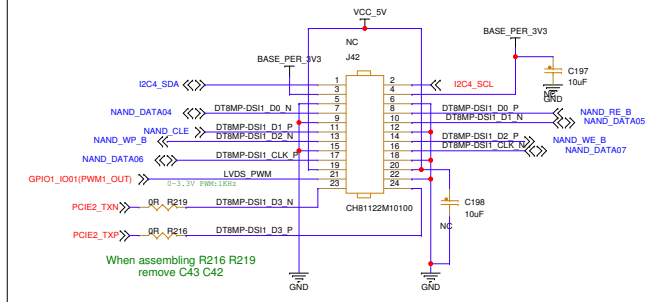 VCC_5V
NC
BASE_PER_3V3
J42
BASE_PER_3V3
C197
10uF
NC
GND
I2C4_SDA
1
2
I2C4_SCL
3
4
5
6
NAND_DATA04
DT8MP-DSI1_D0_N
7
8
DT8MP-DSI1_D0_P
NAND_RE_B
9
10
DT8MP-DSI1_D1_N
NAND_DATA05
NAND_CLE
DT8MP-DSI1_D1_P
11
12
NAND_WP_B
DT8MP-DSI1_D2_N
13
14
DT8MP-DSI1_D2_P
NAND_WE_B
15
16
DT8MP-DSI1_CLK_N
NAND_DATA07
NAND_DATA06
DT8MP-DSI1_CLK_P
17
18
19
20
GPIO1_IO01(PWM1_OUT)
LVDS_PWM
21
22
0-3.3V PWM:1KHz
23
24
CH81122M10100
PCIE2_TXN
0R
R219
DT8MP-DSI1_D3_N
C198
10uF
NC
PCIE2_TXP
0R
R216
DT8MP-DSI1_D3_P
When assembling R216 R219
remove C43 C42
GND
GND